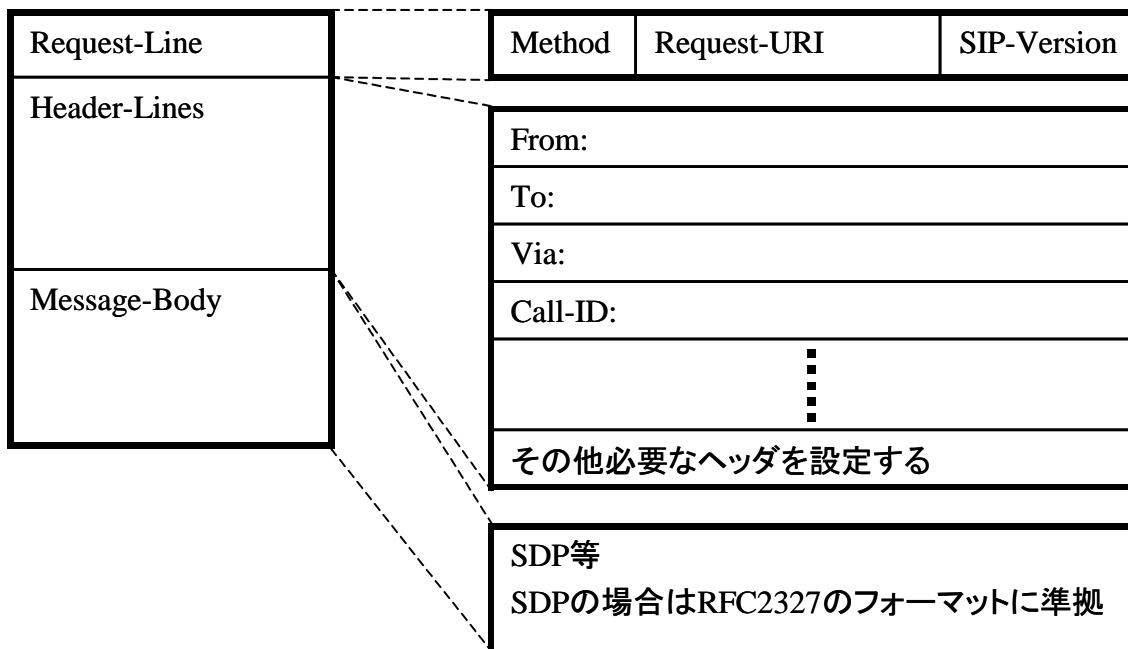 Request-Line
Header-Lines
Message-Body
Method Request-URI SIP-Version
From:
To:
Via:
Call-ID:
その他必要なヘッダを設定する
SDP等
SDPの場合はRFC2327のフォーマットに準拠